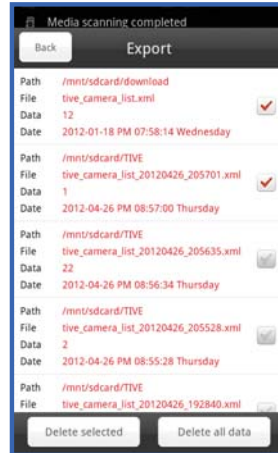 Media scanning completed
Back
Export
Path /mnt/sdcard/download
File tive_camera_list.xml
Data 12
Date 2012-01-18 PM 07:58:14 Wednesday
Path /mnt/sdcard/TIVE
File tive_camera_list_20120426_205701.xml
Data 1
Date 2012-04-26 PM 08:57:00 Thursday
Path /mnt/sdcard/TIVE
File tive_camera_list_20120426_205635.xml
Data 22
Date 2012-04-26 PM 08:56:34 Thursday
Path /mnt/sdcard/TIVE
File tive_camera_list_20120426_205528.xml
Data 2
Date 2012-04-26 PM 08:55:28 Thursday
Path /mnt/sdcard/TIVE
File tive_camera_list_20120426_192840.xml
Delete selected
Delete all data